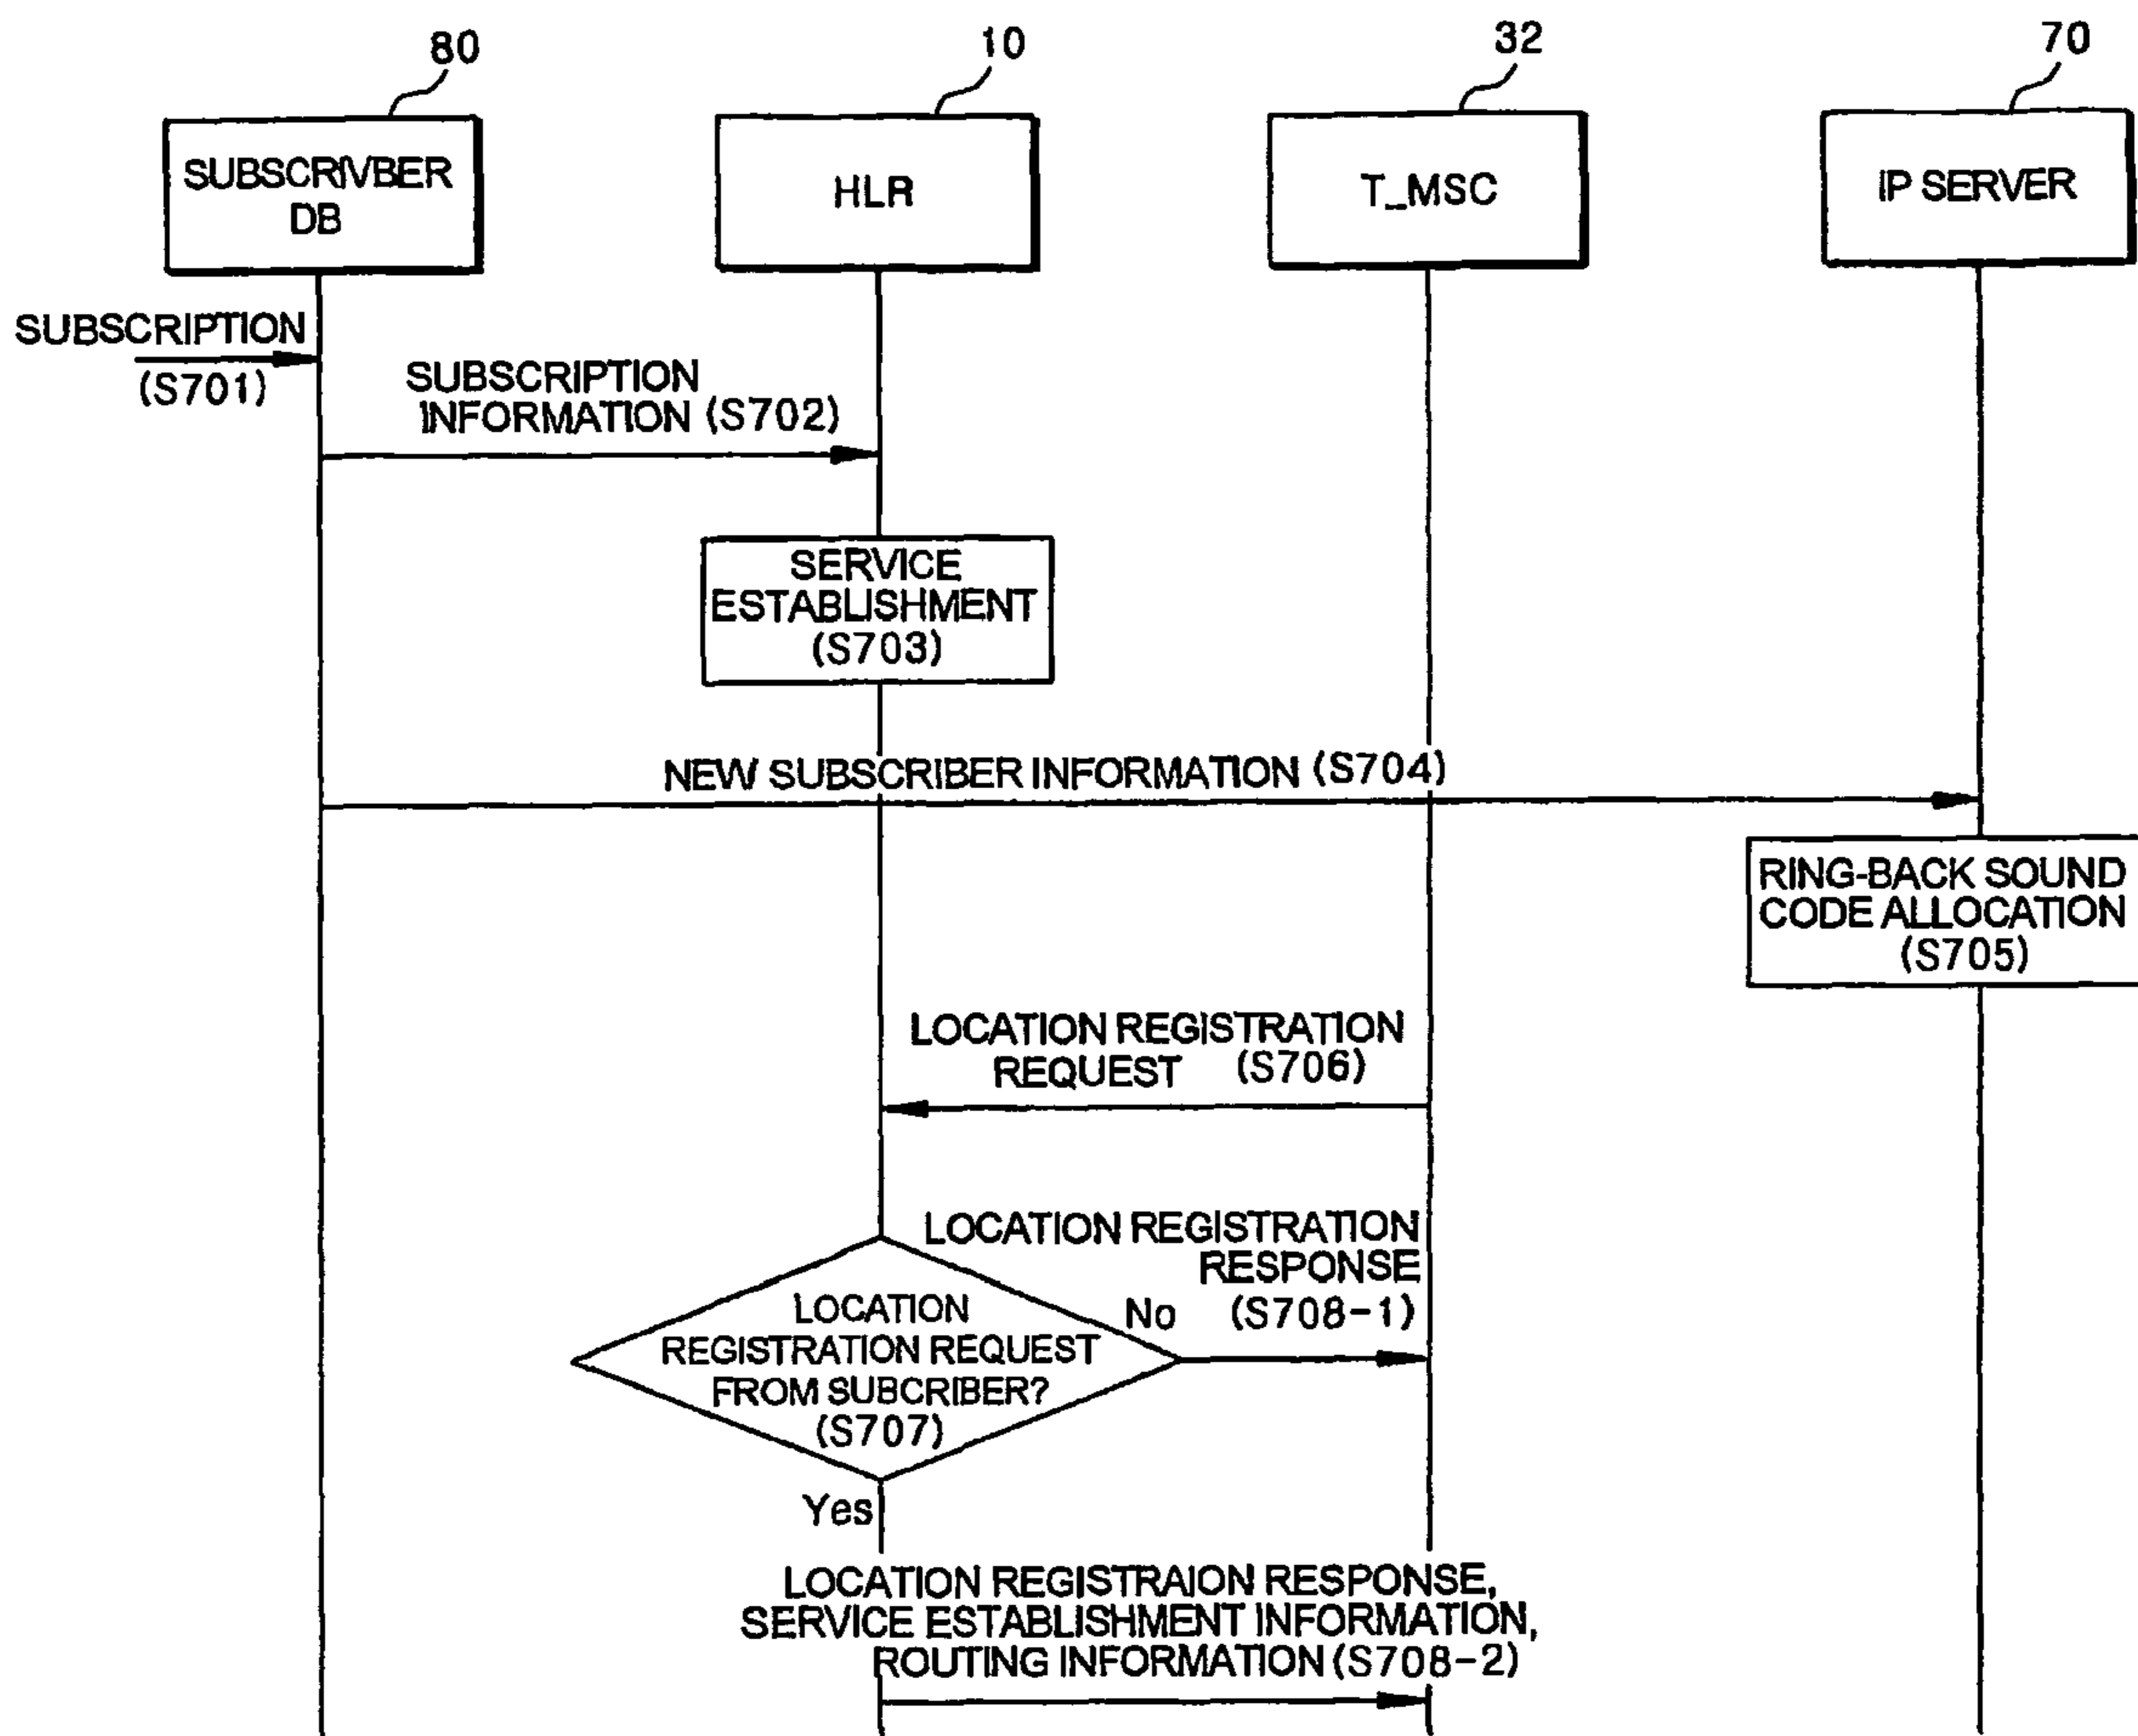 80
10
32
70
SUBSCRIVBER
DB
HLR
T_MSC
IP SERVER
SUBSCRIPTION
(S701)
SUBSCRIPTION
INFORMATION (S702)
SERVICE
ESTABLISHMENT
(S703)
NEW SUBSCRIBER INFORMATION (S704)
RING-BACK SOUND
CODE ALLOCATION
(S705)
LOCATION REGISTRATION
REQUEST (S706)
LOCATION REGISTRATION
RESPONSE
(S708-1)
No
LOCATION
REGISTRATION REQUEST
FROM SUBCRIBER?
(S707)
Yes
LOCATION REGISTRAION RESPONSE,
SERVICE ESTABLISHMENT INFORMATION,
ROUTING INFORMATION (S708-2)